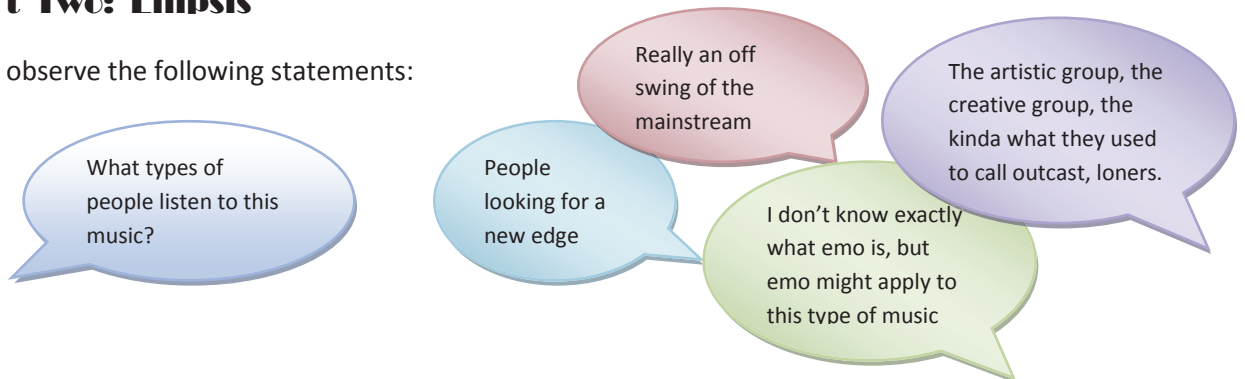 t Two: Ellipsis
observe the following statements:
What types of
people listen to this
music?
People
looking for a
new edge
Really an off
swing of the
mainstream
I don't know exactly
what emo is, but
emo might apply to
this type of music
The artistic group, the
creative group, the
kinda what they used
to call outcast, loners.